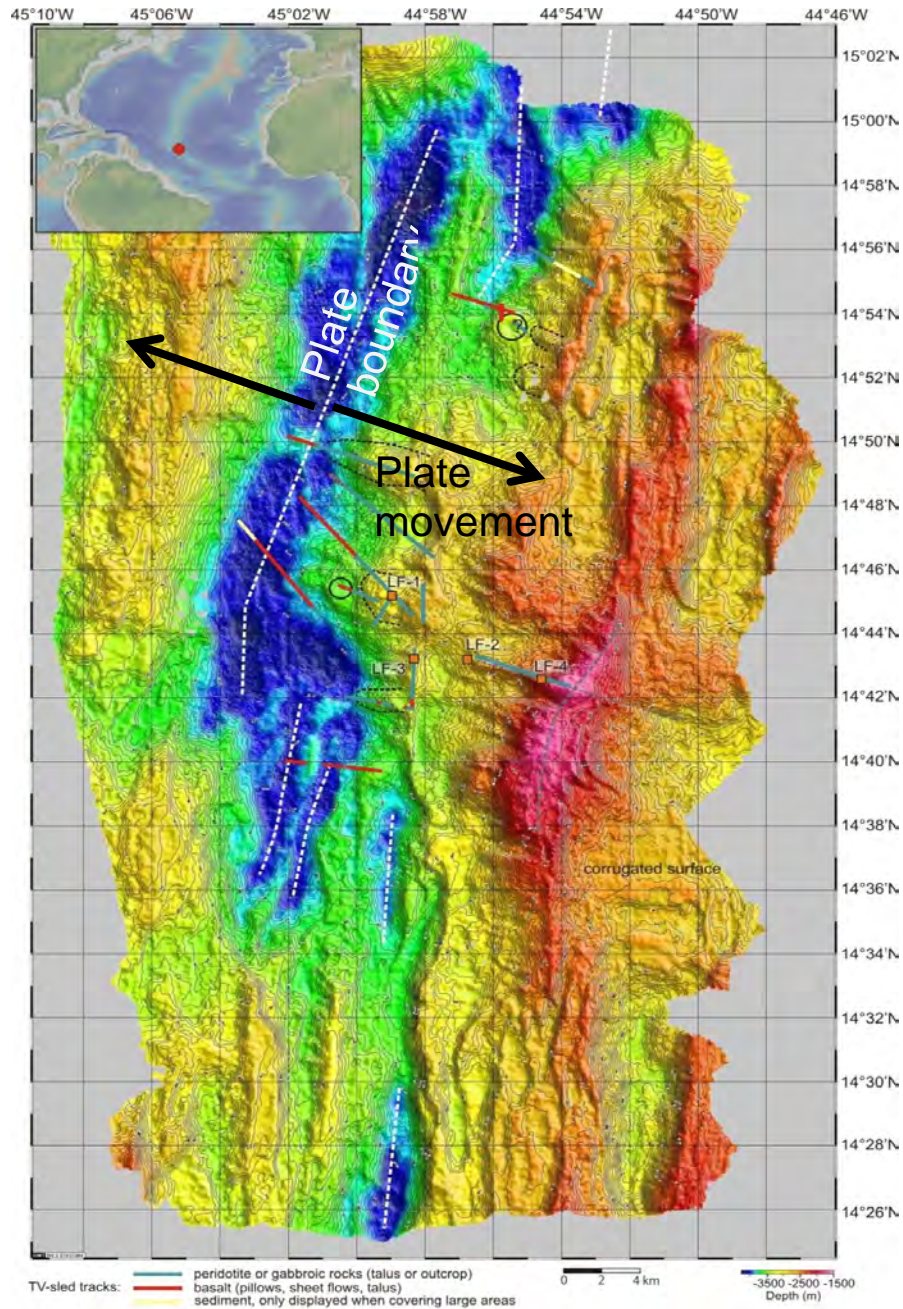 45°10'W 45°06'W 45°02'W 44°58'W 44°54'W 44°50'W 44°46'W
15°02'N
15°00'N
14°58'N
14°56'N
14°54'N
14°52'N
14°50'N
14°48'N
14°46'N
14°44'N
14°42'N
14°40'N
14°38'N
14°36'N
14°34'N
14°32'N
14°30'N
14°28'N
14°26'N
Plate
boundary
Plate
movement
LF-1
LF-2
LF-3
LF-4
corrugated surface
TV-sled tracks:
peridotite or gabbroic rocks (talus or outcrop)
basalt (pillows, sheet flows, talus)
sediment, only displayed when covering large areas
0 2 4 km
-3500 -2500 -1500
Depth (m)